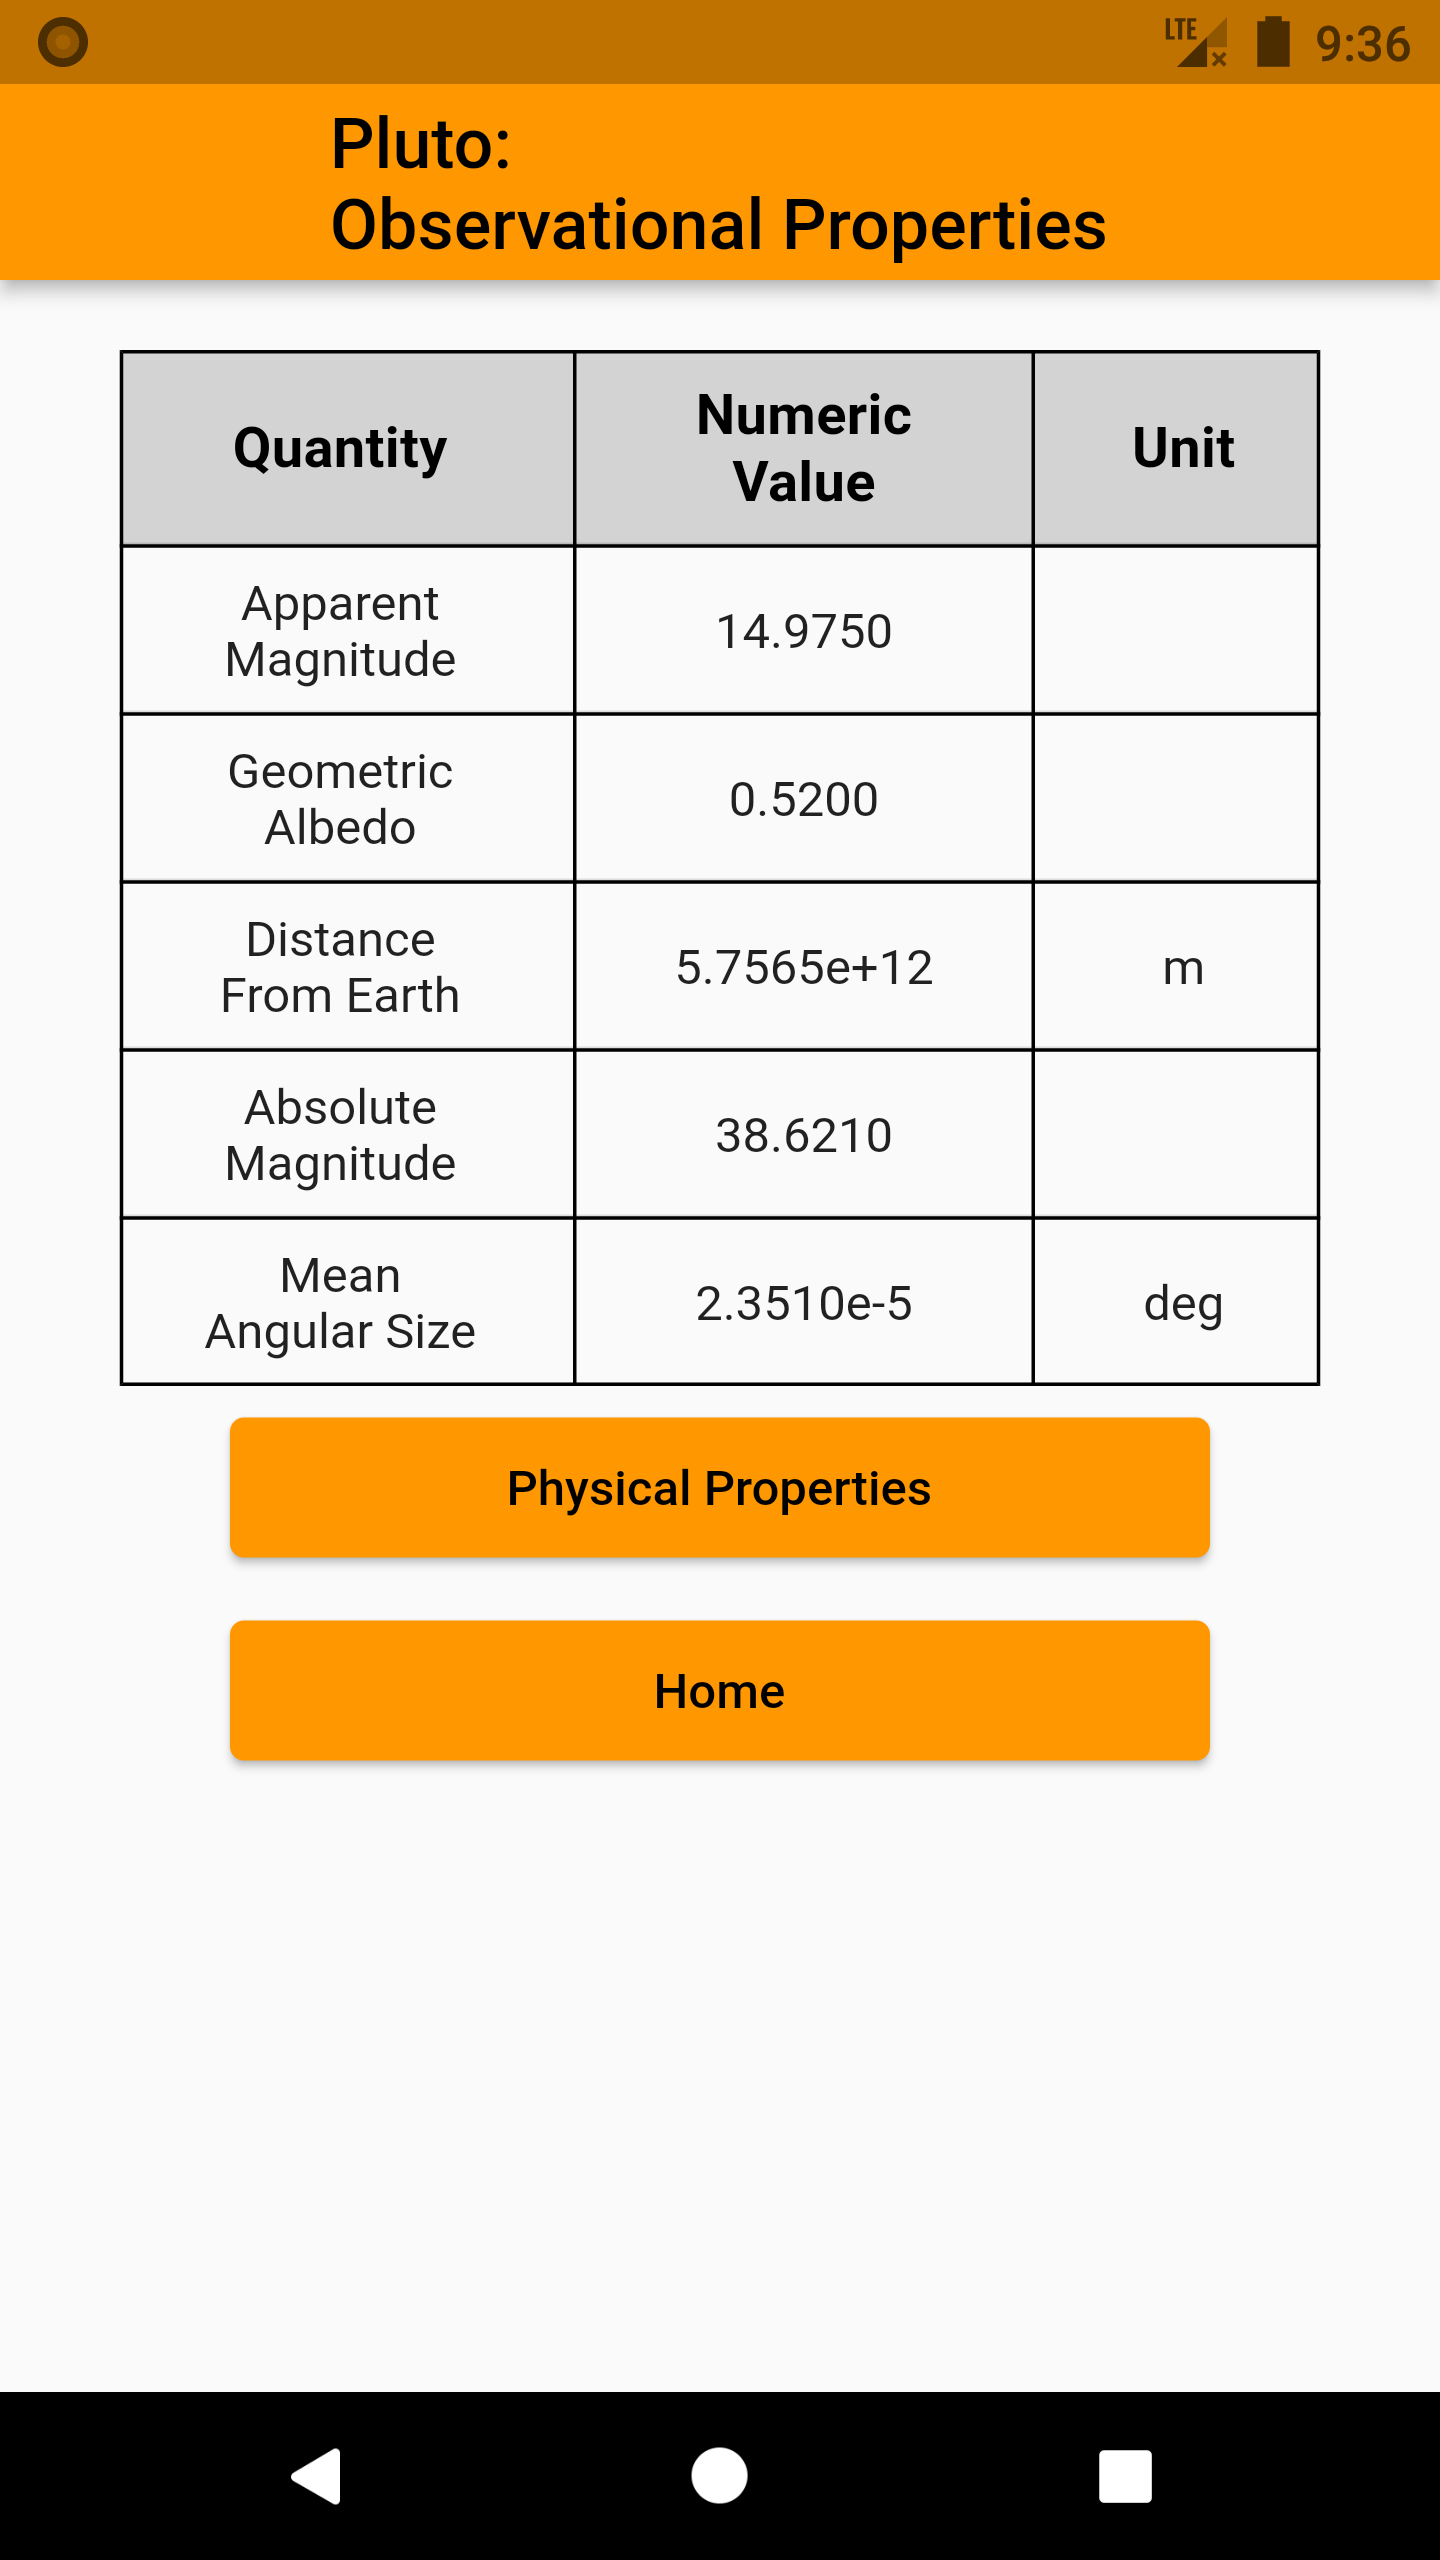 LTE 9:36
Pluto:
Observational Properties
Quantity
Numeric
Value
Unit
Apparent
Magnitude
14.9750
Geometric
Albedo
0.5200
Distance
From Earth
5.7565e+12
m
Absolute
Magnitude
38.6210
Mean
Angular Size
2.3510e-5
deg
Physical Properties
Home